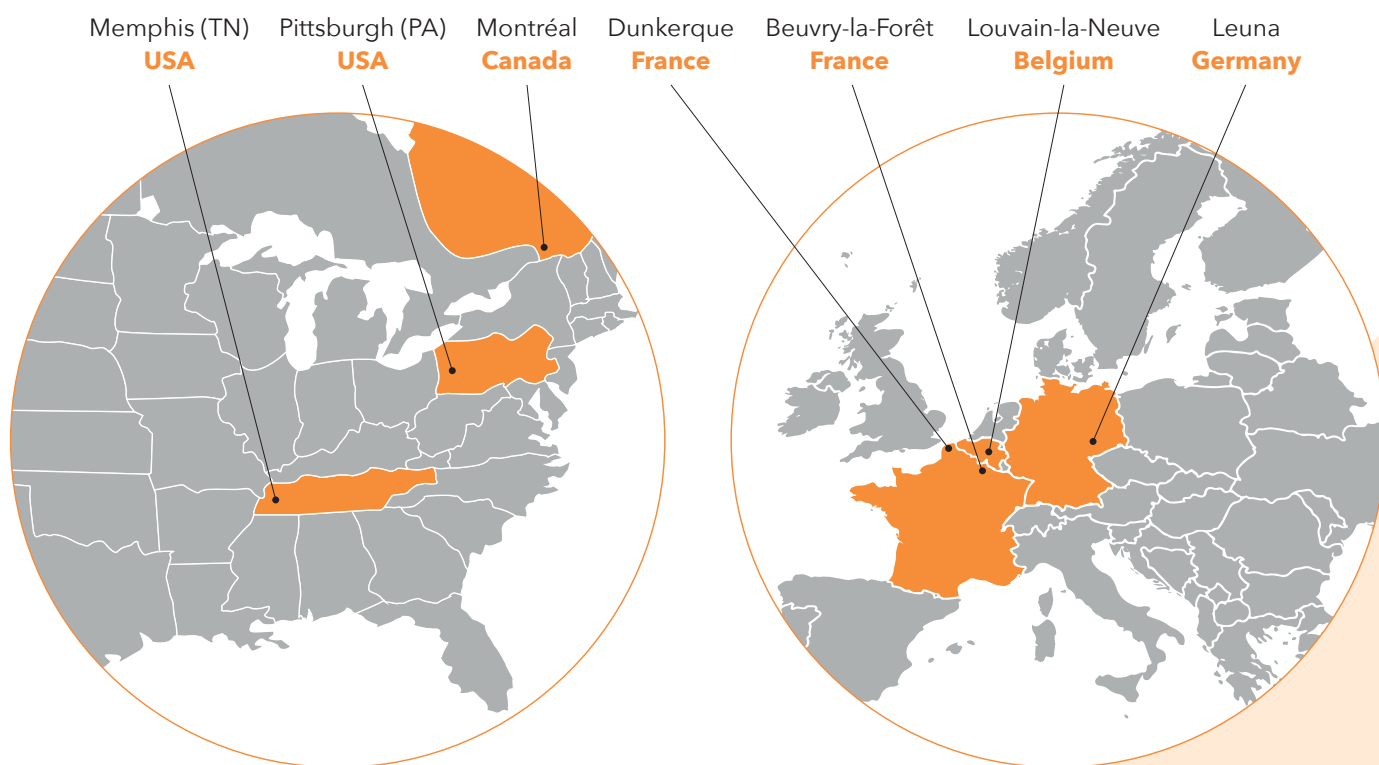 Memphis (TN)
USA
Pittsburgh (PA)
USA
Montréal
Canada
Dunkerque
France
Beuvry-la-Forêt
France
Louvain-la-Neuve
Belgium
Leuna
Germany